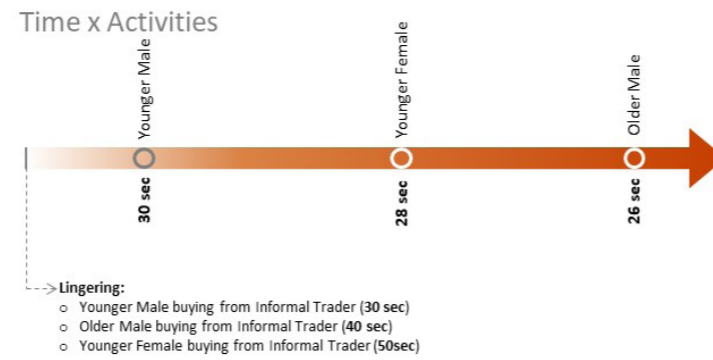 Time x Activities
Younger Male
Younger Female
Older Male
30 sec
28 sec
26 sec
Lingering:
o Younger Male buying from Informal Trader (30 sec)
o Older Male buying from Informal Trader (40 sec)
o Younger Female buying from Informal Trader (50sec)